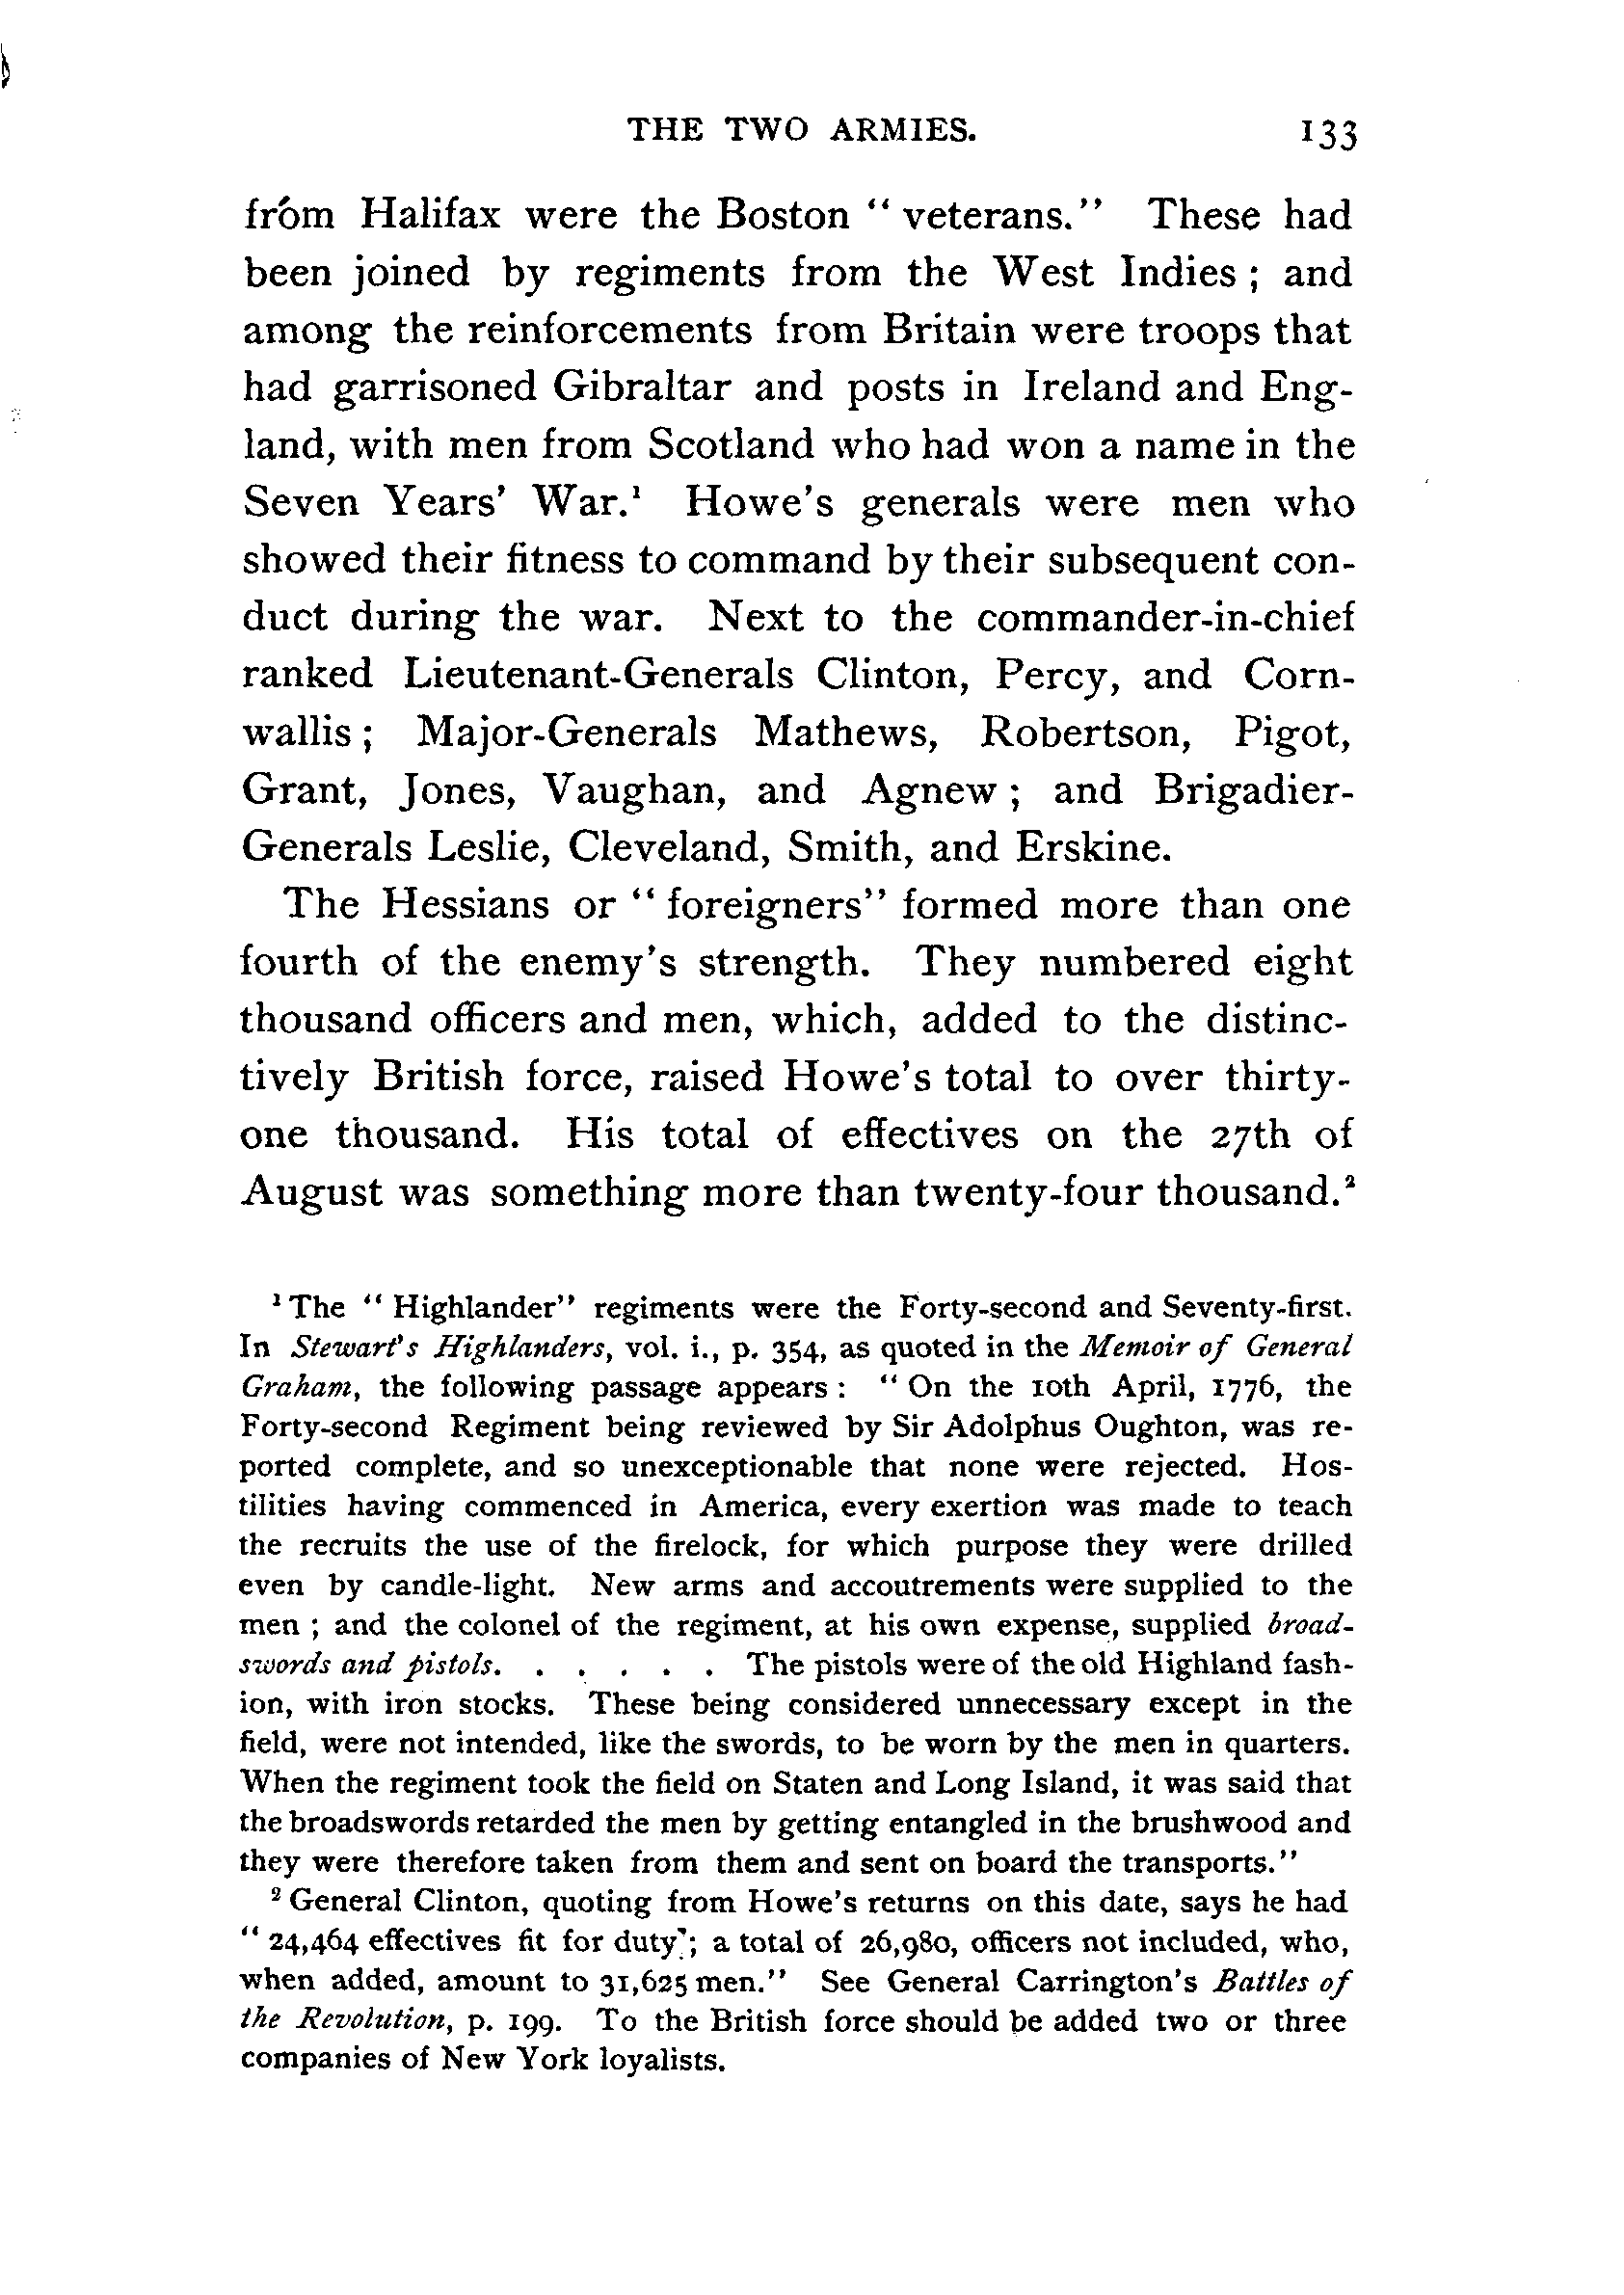 THE TWO ARMIES. 133
from Halifax were the Boston “ veterans.” These had
been joined by regiments from the West Indies ; and
among the reinforcements from Britain were troops that
had garrisoned Gibraltar and posts in Ireland and Eng-
land, with men from Scotland who had won a name in the
Seven Years’ War.¹ Howe’s generals were men who
showed their fitness to command by their subsequent con-
duct during the war. Next to the commander-in-chief
ranked Lieutenant-Generals Clinton, Percy, and Corn-
wallis ; Major-Generals Mathews, Robertson, Pigot,
Grant, Jones, Vaughan, and Agnew ; and Brigadier-
Generals Leslie, Cleveland, Smith, and Erskine.
The Hessians or “ foreigners” formed more than one
fourth of the enemy’s strength. They numbered eight
thousand officers and men, which, added to the distinc-
tively British force, raised Howe’s total to over thirty-
one thousand. His total of effectives on the 27th of
August was something more than twenty-four thousand.²
¹ The “ Highlander” regiments were the Forty-second and Seventy-first.
In Stewart’s Highlanders, vol. i., p. 354, as quoted in the Memoir of General
Graham, the following passage appears : “ On the 10th April, 1776, the
Forty-second Regiment being reviewed by Sir Adolphus Oughton, was re-
ported complete, and so unexceptionable that none were rejected. Hos-
tilities having commenced in America, every exertion was made to teach
the recruits the use of the firelock, for which purpose they were drilled
even by candle-light. New arms and accoutrements were supplied to the
men ; and the colonel of the regiment, at his own expense, supplied broad-
swords and pistols. . . . . . The pistols were of the old Highland fash-
ion, with iron stocks. These being considered unnecessary except in the
field, were not intended, like the swords, to be worn by the men in quarters.
When the regiment took the field on Staten and Long Island, it was said that
the broadswords retarded the men by getting entangled in the brushwood and
they were therefore taken from them and sent on board the transports.”
² General Clinton, quoting from Howe’s returns on this date, says he had
“ 24,464 effectives fit for duty’; a total of 26,980, officers not included, who,
when added, amount to 31,625 men.” See General Carrington’s Battles of
the Revolution, p. 199. To the British force should be added two or three
companies of New York loyalists.